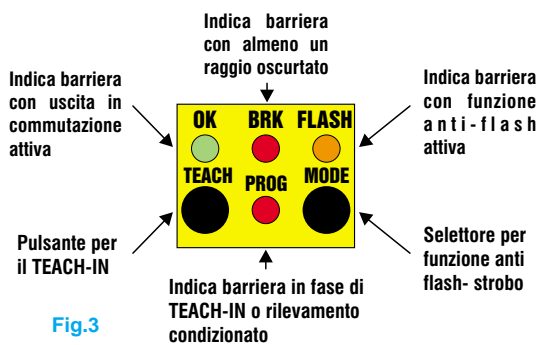 Indica barriera
con almeno un
raggio oscurtato
Indica barriera
con uscita in
commutazione
attiva
Indica barriera
con funzione
anti-flash
attiva
OK BRK FLASH
TEACH PROG MODE
Pulsante per
il TEACH-IN
Selettore per
funzione anti
flash- strobo
Indica barriera in fase di
TEACH-IN o rilevamento
condizionato
Fig.3